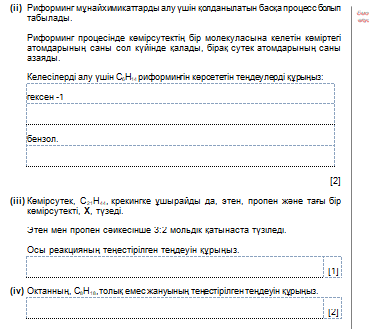 (ii) Риформинг мұнайхимикаттарды алу үшін қолданылатын басқа процесс болып
табылады.
Риформинг процесінде көмірсутектің бір молекуласына келетін көміртегі
атомдарының саны сол күйінде қалады, бірақ сутек атомдарының саны
азаяды.
Келесілерді алу үшін риформингін көрсететін теңдеулерді құрыңыз:
гексен -1
бензол.
[2]
(iii) Көмірсутек, крекингке ұшырайды да, этен, пропен және тағы бір
көмірсутекті, X, түзеді.
Этен мен пропен сәйкесінше 3:2 мольдік қатынаста түзіледі.
Осы реакцияның теңестірілген теңдеуін құрыңыз.
[1]
(iv) Октанның, C₈H₁₈, толық емес жануының теңестірілген теңдеуін құрыңыз.
[2]